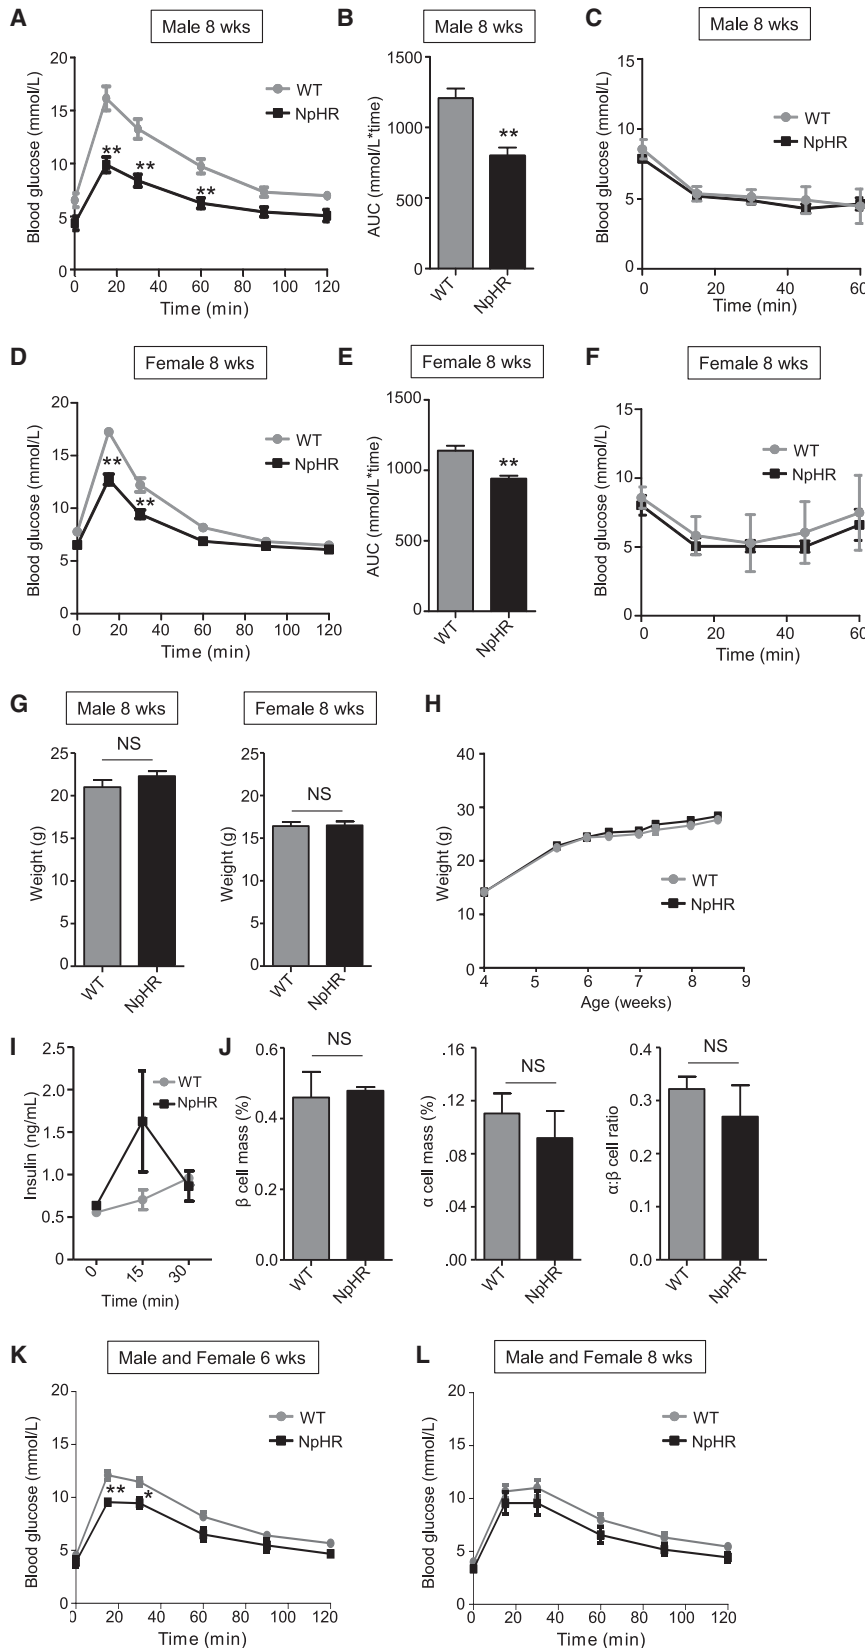 A
Male 8 wks
Blood glucose (mmol/L)
20
15
10
5
0
WT
NpHR
**
**
**
0 20 40 60 80 100 120
Time (min)
B
Male 8 wks
AUC (mmol/L*time)
1500
1000
500
0
**
WT
NpHR
C
Male 8 wks
Blood glucose (mmol/L)
15
10
5
0
WT
NpHR
0 20 40 60
Time (min)
D
Female 8 wks
Blood glucose (mmol/L)
20
15
10
5
0
WT
NpHR
**
**
0 20 40 60 80 100 120
Time (min)
E
Female 8 wks
AUC (mmol/L*time)
1500
1000
500
0
**
WT
NpHR
F
Female 8 wks
Blood glucose (mmol/L)
15
10
5
0
WT
NpHR
0 20 40 60
Time (min)
G
Male 8 wks
Weight (g)
25
20
15
10
5
0
NS
WT
NpHR
Female 8 wks
Weight (g)
25
20
15
10
5
0
NS
WT
NpHR
H
Weight (g)
40
30
20
10
0
WT
NpHR
4 5 6 7 8 9
Age (weeks)
I
Insulin (ng/mL)
2.5
2.0
1.5
1.0
0.5
0
WT
NpHR
0 15 30
Time (min)
J
β cell mass (%)
0.6
0.4
0.2
0.0
NS
WT
NpHR
α cell mass (%)
.16
.12
.08
.04
.00
NS
WT
NpHR
α:β cell ratio
0.4
0.3
0.2
0.1
0.0
NS
WT
NpHR
K
Male and Female 6 wks
Blood glucose (mmol/L)
20
15
10
5
0
WT
NpHR
**
*
0 20 40 60 80 100 120
Time (min)
L
Male and Female 8 wks
Blood glucose (mmol/L)
20
15
10
5
0
WT
NpHR
0 20 40 60 80 100 120
Time (min)